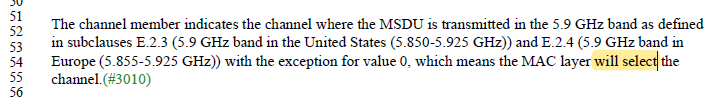 50
51 The channel member indicates the channel where the MSDU is transmitted in the 5.9 GHz band as defined
52
53 in subclauses E.2.3 (5.9 GHz band in the United States (5.850-5.925 GHz)) and E.2.4 (5.9 GHz band in
54 Europe (5.855-5.925 GHz)) with the exception for value 0, which means the MAC layer will select the
55 channel.(#3010)
56